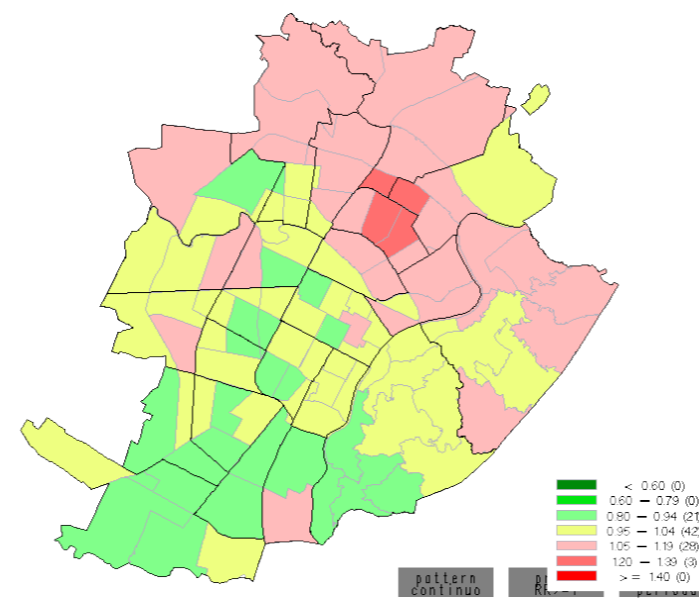 < 0.60 (0)
0.60 – 0.79 (0)
0.80 – 0.94 (21)
0.95 – 1.04 (42)
1.05 – 1.19 (28)
1.20 – 1.39 (3)
>= 1.40 (0)
pattern
continuo